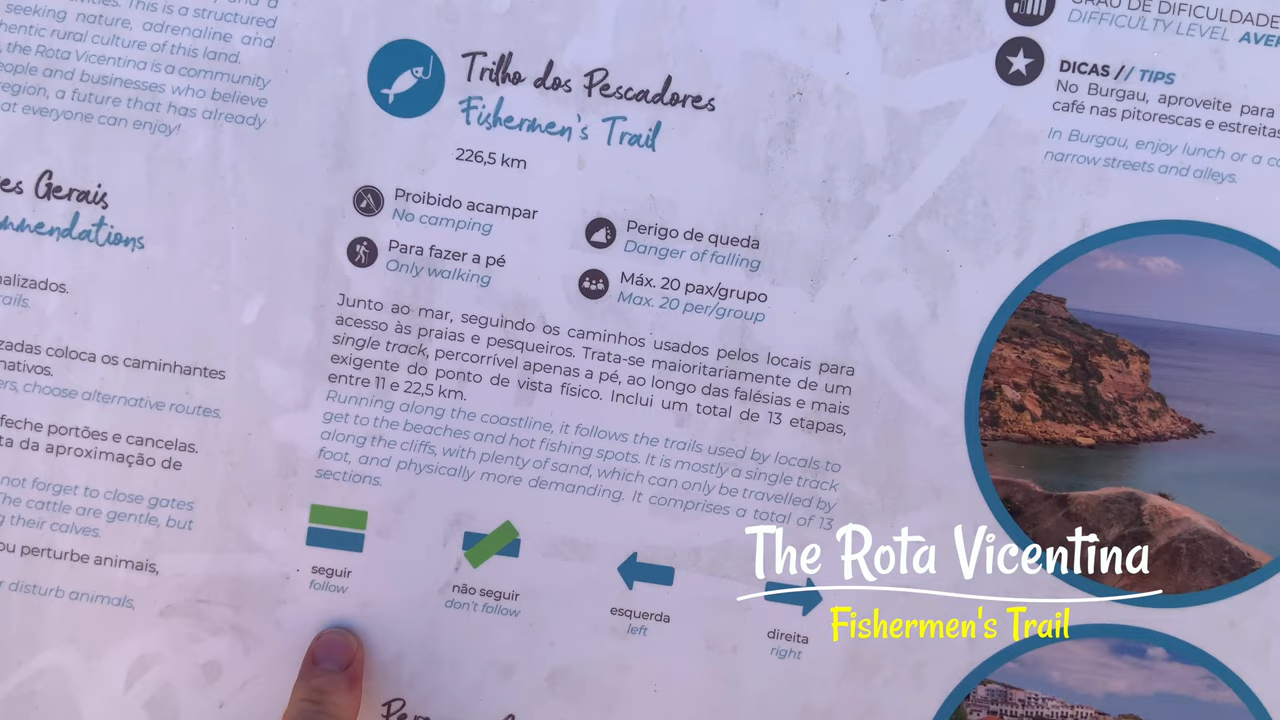 This is a structured
seeking nature, adrenaline and
rural culture of this land.
the Rota Vicentina is a community
people and businesses who believe
region, a future that has already
at everyone can enjoy!
Gerais
trails.
coloca os caminhantes
choose alternative routes.
feche portões e cancelas.
da aproximação de
not forget to close gates
The cattle are gentle, but
their calves.
ou perturbe animais,
disturb animals,
Trilho dos Pescadores
Fishermen's Trail
226,5 km
Proibido acampar
No camping
Para fazer a pé
Only walking
Perigo de queda
Danger of falling
Máx. 20 pax/grupo
Max. 20 per/group
Junto ao mar, seguindo os caminhos usados pelos locais para
acesso às praias e pesqueiros. Trata-se maioritariamente de um
single track, percorrível apenas a pé, ao longo das falésias e mais
exigente do ponto de vista físico. Inclui um total de 13 etapas,
entre 11 e 22,5 km.
Running along the coastline, it follows the trails used by locals to
get to the beaches and hot fishing spots. It is mostly a single track
along the cliffs, with plenty of sand, which can only be travelled by
foot, and physically more demanding. It comprises a total of 13
sections.
seguir
follow
não seguir
don't follow
esquerda
left
direita
right
GRAU DE DIFICULDADE
DIFFICULTY LEVEL
DICAS // TIPS
No Burgau, aproveite para
café nas pitorescas e estreitas
In Burgau, enjoy lunch or a
narrow streets and alleys.
The Rota Vicentina
Fishermen's Trail